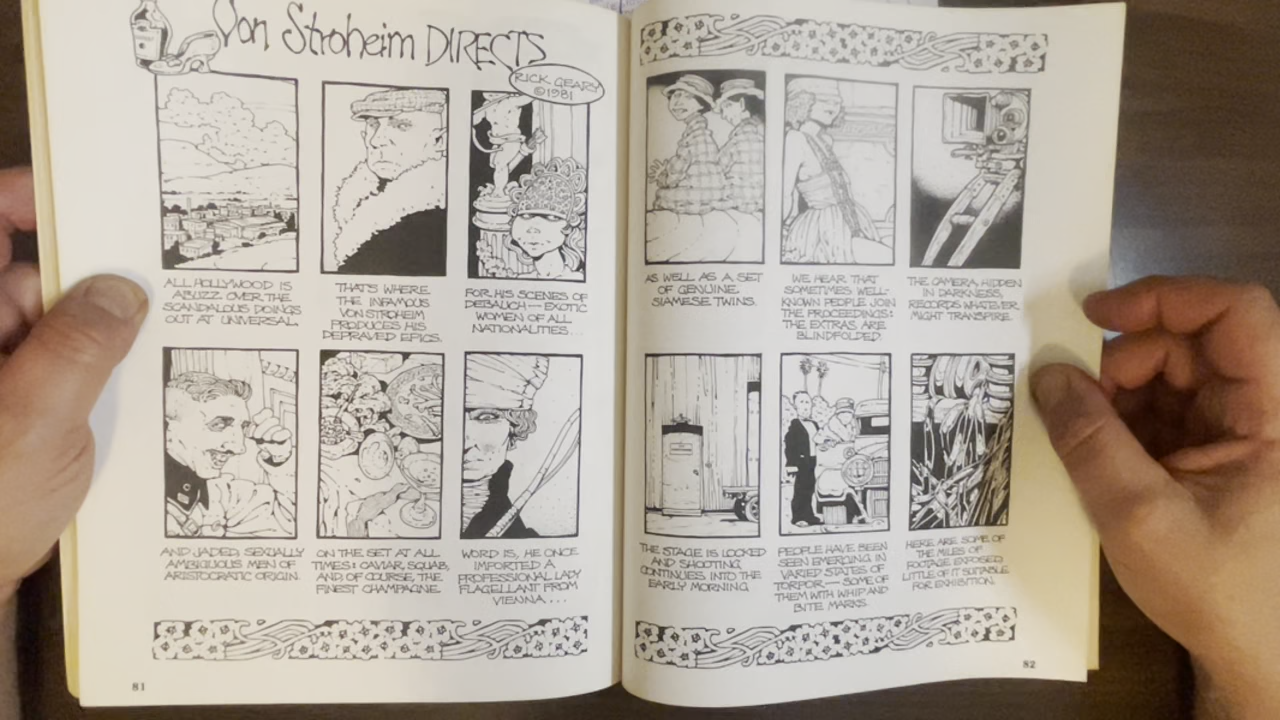 Von Stroheim DIRECTS
RICK GEARY
©1981
ALL HOLLYWOOD IS
ABUZZ OVER THE
SCANDALOUS DOINGS
OUT AT UNIVERSAL.
THAT'S WHERE
THE INFAMOUS
VON STROHEIM
PRODUCES HIS
DEPRAVED EPICS.
FOR HIS SCENES OF
DEBAUCH — EXOTIC
WOMEN OF ALL
NATIONALITIES...
AND JADED, SEXUALLY
AMBIGUOUS MEN OF
ARISTOCRATIC ORIGIN.
ON THE SET AT ALL
TIMES: CAVIAR, SQUAB,
AND, OF COURSE, THE
FINEST CHAMPAGNE.
WORD IS, HE ONCE
IMPORTED A
PROFESSIONAL LADY
FLAGELLANT FROM
VIENNA...
81
AS WELL AS A SET
OF GENUINE
SIAMESE TWINS.
WE HEAR THAT
SOMETIMES WELL-
KNOWN PEOPLE JOIN
THE PROCEEDINGS:
THE EXTRAS ARE
BLINDFOLDED.
THE CAMERA, HIDDEN
IN DARKNESS,
RECORDS WHATEVER
MIGHT TRANSPIRE.
THE STAGE IS LOCKED
AND SHOOTING
CONTINUES INTO THE
EARLY MORNING.
PEOPLE HAVE BEEN
SEEN EMERGING IN
VARIED STATES OF
TORPOR — SOME OF
THEM WITH WHIP AND
BITE MARKS.
HERE ARE SOME OF
THE MILES OF
FOOTAGE EXPOSED,
LITTLE OF IT SUITABLE
FOR EXHIBITION.
82